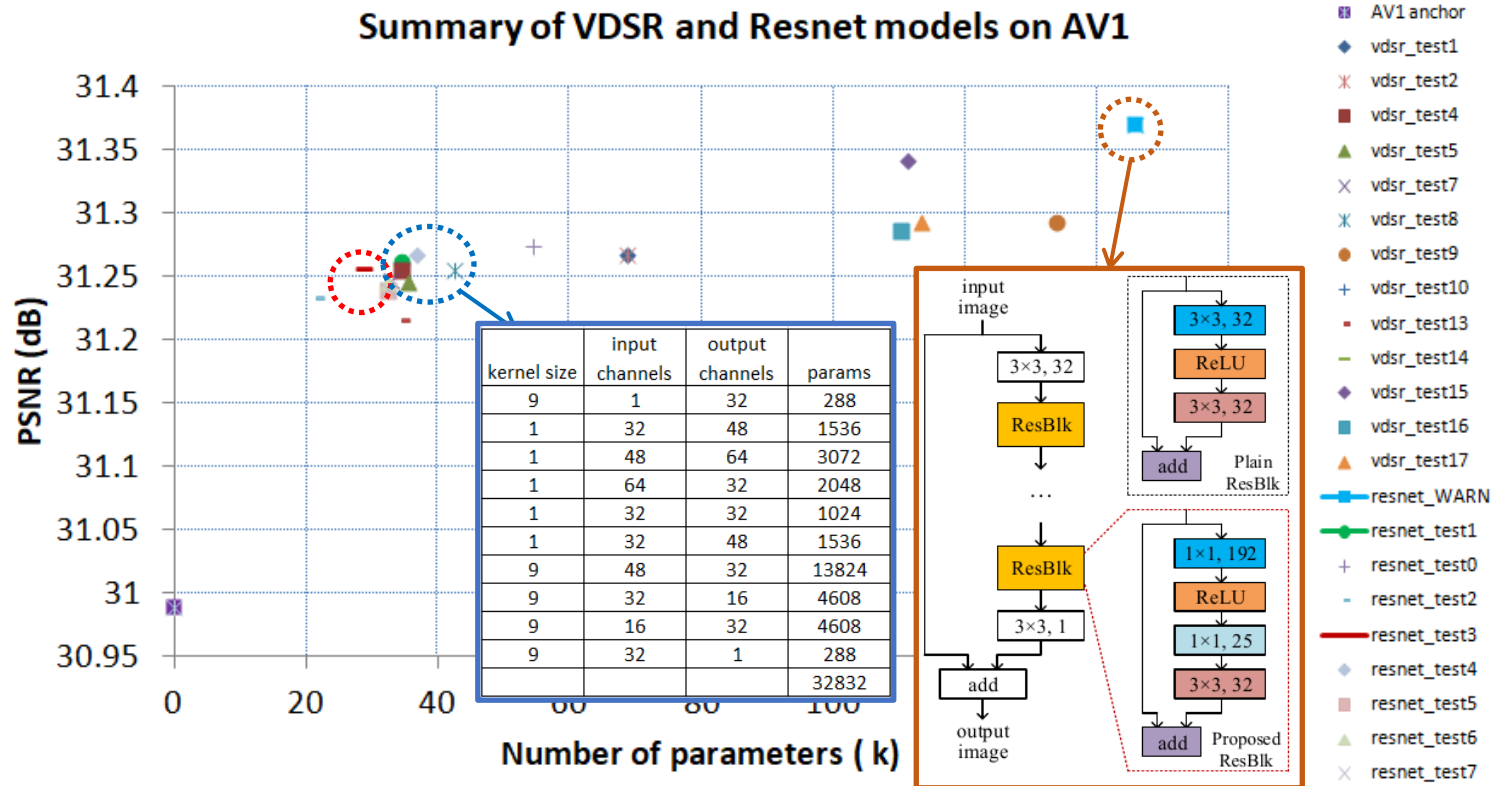 Summary of VDSR and Resnet models on AV1
31.4
31.35
31.3
31.25
31.2
31.15
31.1
31.05
31
30.95
PSNR (dB)
0
20
40
60
80
100
Number of parameters ( k)
kernel size
input channels
output channels
params
9 1 32 288
1 32 48 1536
1 48 64 3072
1 64 32 2048
1 32 32 1024
1 32 48 1536
9 48 32 13824
9 32 16 4608
9 16 32 4608
9 32 1 288
32832
input
image
3×3, 32
ResBlk
...
ResBlk
3×3, 1
add
output
image
3×3, 32
ReLU
3×3, 32
add
Plain
ResBlk
1×1, 192
ReLU
1×1, 25
3×3, 32
add
Proposed
ResBlk
AV1 anchor
vdsr_test1
vdsr_test2
vdsr_test4
vdsr_test5
vdsr_test7
vdsr_test8
vdsr_test9
vdsr_test10
vdsr_test13
vdsr_test14
vdsr_test15
vdsr_test16
vdsr_test17
resnet_WARN
resnet_test1
resnet_test0
resnet_test2
resnet_test3
resnet_test4
resnet_test5
resnet_test6
resnet_test7